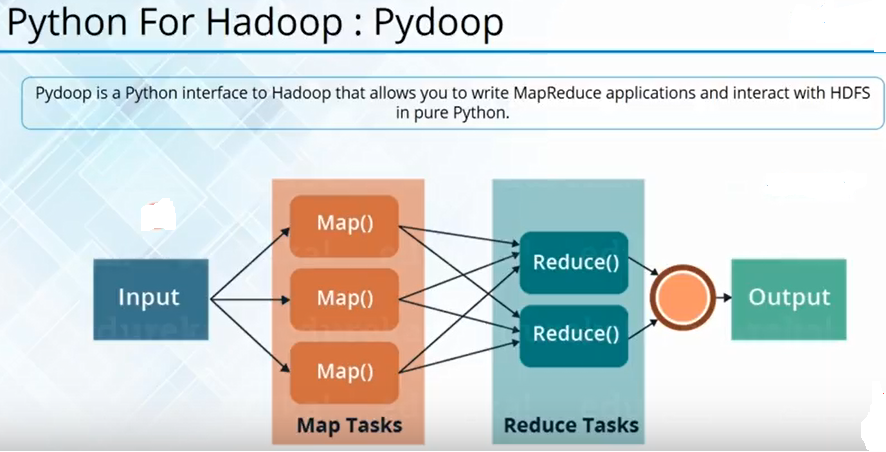 Python For Hadoop : Pydoop
Pydoop is a Python interface to Hadoop that allows you to write MapReduce applications and interact with HDFS
in pure Python.
Map()
Reduce()
Input
Map()
Output
Reduce()
Map()
Map Tasks
Reduce Tasks